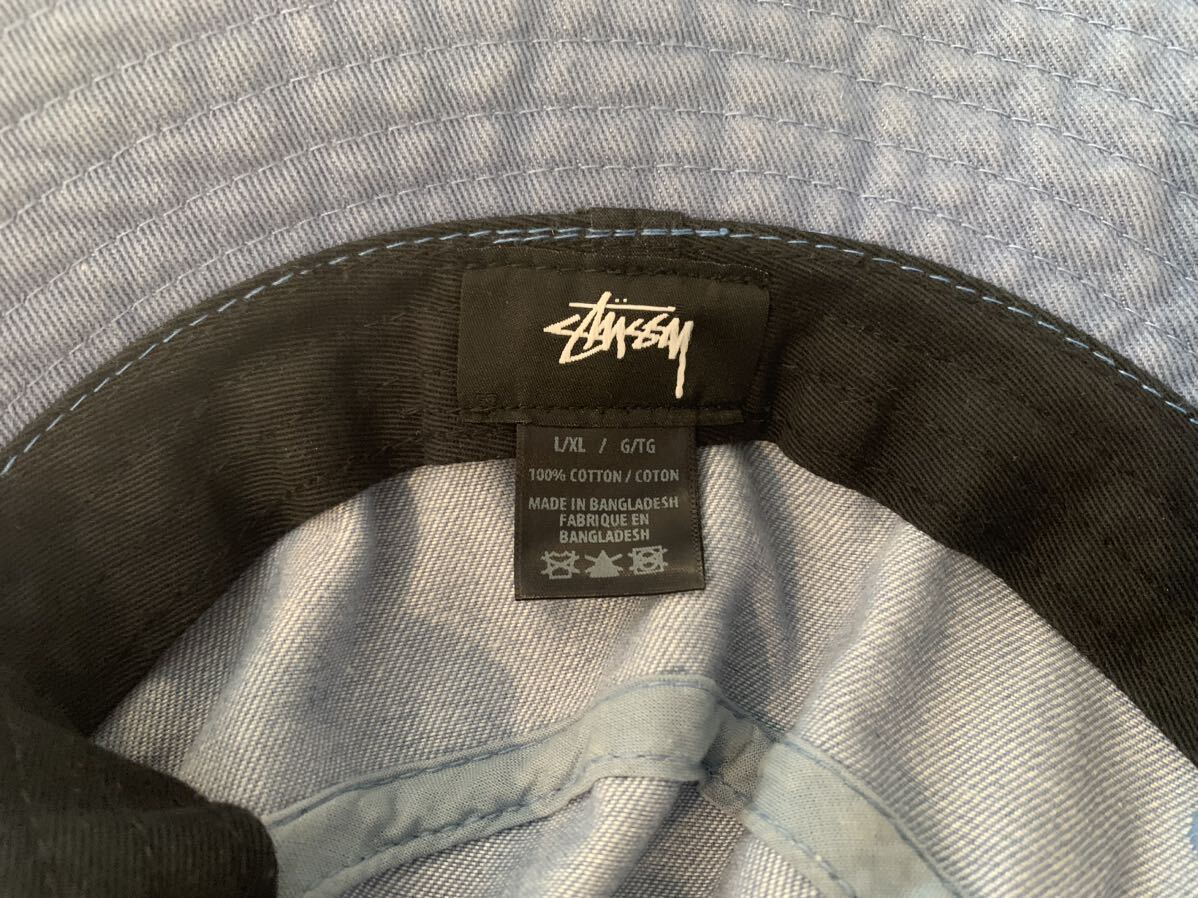 Stüssy
L/XL / G/TG
100% COTTON / COTON
MADE IN BANGLADESH
FABRIQUE EN
BANGLADESH